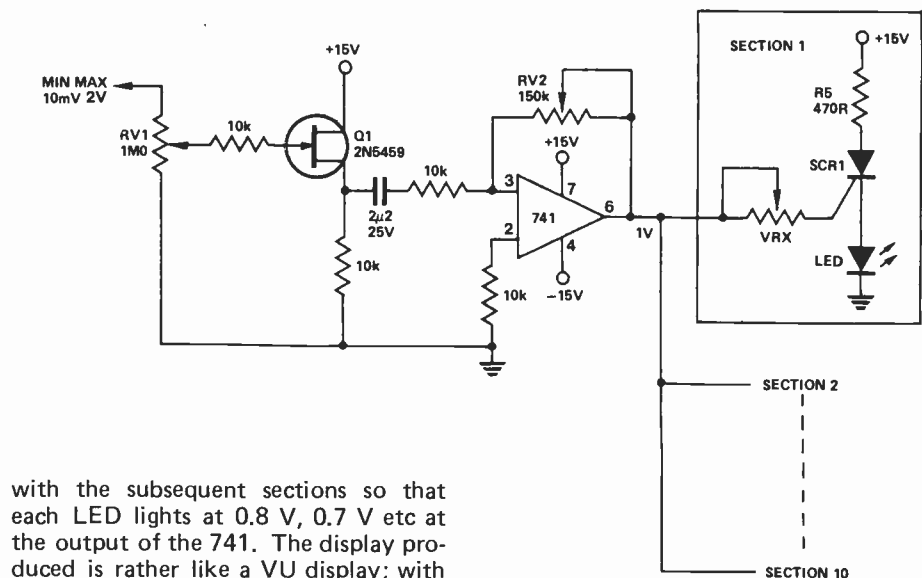 +15V
SECTION 1
+15V
MIN MAX
10mV 2V
RV1
1M0
10k
Q1
2N5459
RV2
150k
R5
470R
+15V
2μ2
25V
10k
3
7
741
6
2
4
1V
SCR1
VRX
LED
10k
10k
−15V
SECTION 2
with the subsequent sections so that
each LED lights at 0.8 V, 0.7 V etc at
the output of the 741. The display pro-
duced is rather like a VU display; with
SECTION 10